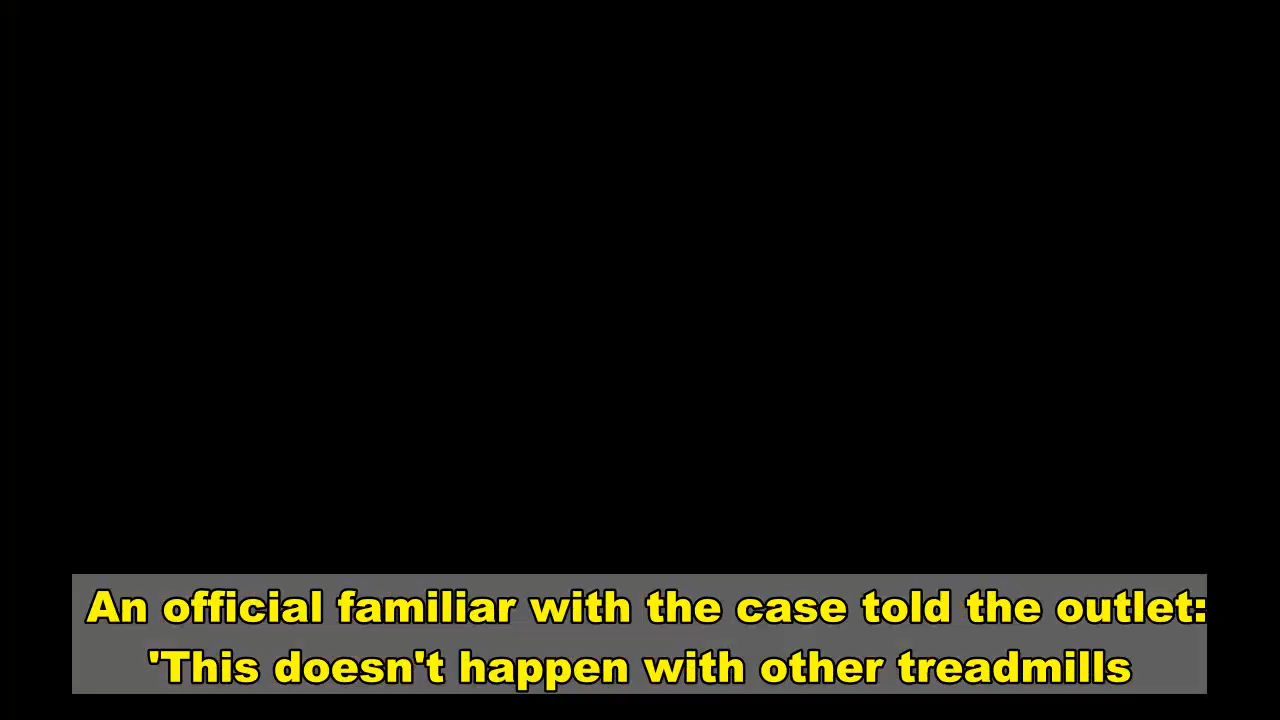 An official familiar with the case told the outlet:
'This doesn't happen with other treadmills